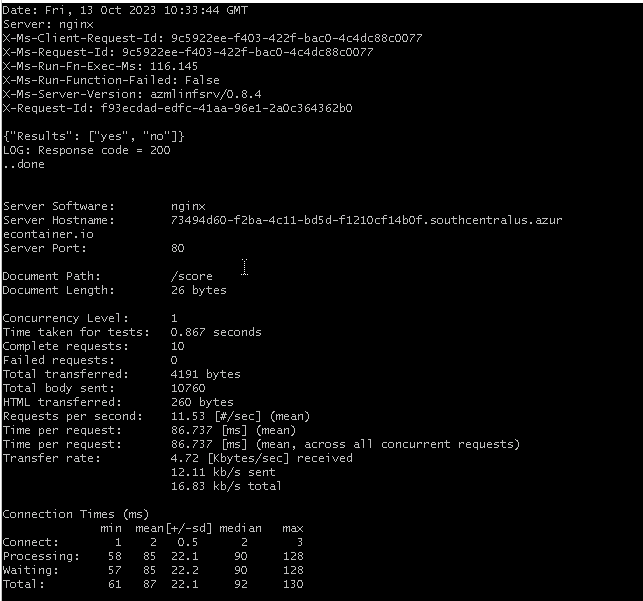 Date: Fri, 13 Oct 2023 10:33:44 GMT
Server: nginx
X-Ms-Client-Request-Id: 9c5922ee-f403-422f-bac0-4c4dc88c0077
X-Ms-Request-Id: 9c5922ee-f403-422f-bac0-4c4dc88c0077
X-Ms-Run-Fn-Exec-Ms: 116.145
X-Ms-Run-Function-Failed: False
X-Ms-Server-Version: azmlinfsrv/0.8.4
X-Request-Id: f93ecdad-edfc-41aa-96e1-2a0c364362b0
{"Results": ["yes", "no"]}
LOG: Response code = 200
..done
Server Software:        nginx
Server Hostname:        73494d60-f2ba-4c11-bd5d-f1210cf14b0f.southcentralus.azur
econtainer.io
Server Port:            80
Document Path:          /score
Document Length:        26 bytes
Concurrency Level:      1
Time taken for tests:   0.867 seconds
Complete requests:      10
Failed requests:        0
Total transferred:      4191 bytes
Total body sent:        10760
HTML transferred:       260 bytes
Requests per second:    11.53 [#/sec] (mean)
Time per request:       86.737 [ms] (mean)
Time per request:       86.737 [ms] (mean, across all concurrent requests)
Transfer rate:          4.72 [Kbytes/sec] received
                        12.11 kb/s sent
                        16.83 kb/s total
Connection Times (ms)
              min  mean[+/-sd] median   max
Connect:        1    2   0.5      2       3
Processing:    58   85  22.1     90     128
Waiting:       57   85  22.2     90     128
Total:         61   87  22.1     92     130